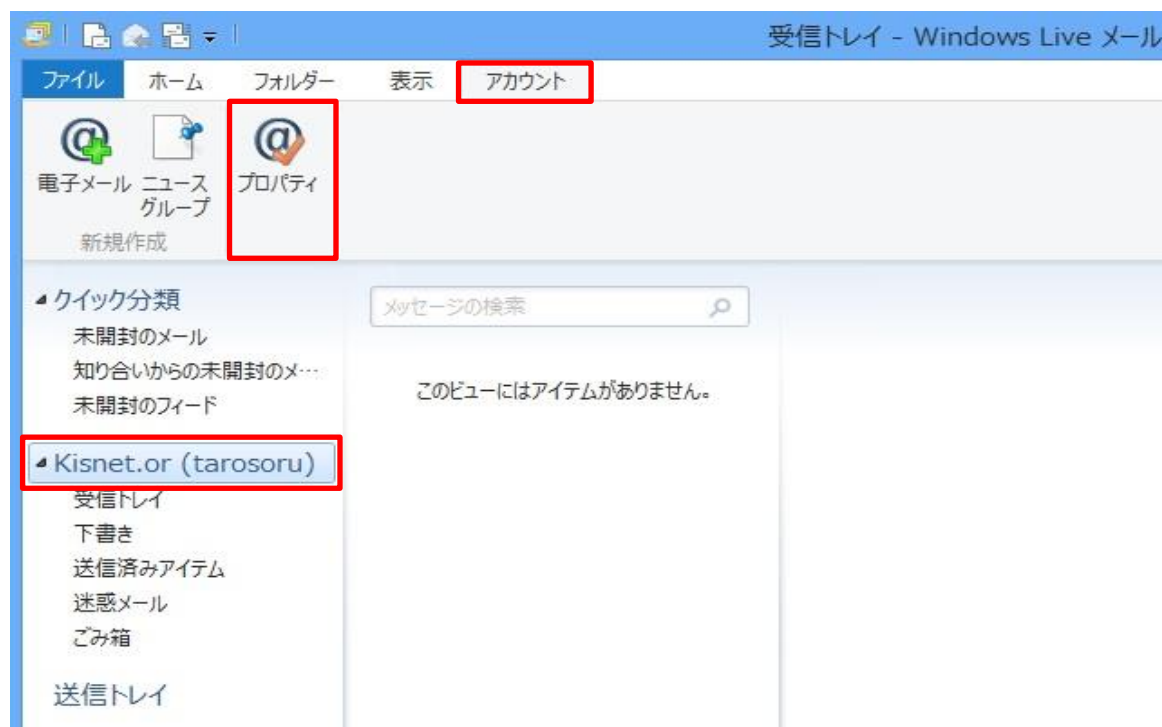 受信トレイ - Windows Live メール
ファイル ホーム フォルダー 表示 アカウント
電子メール ニュース グループ プロパティ
新規作成
クイック分類
メッセージの検索
未開封のメール
知り合いからの未開封のメ…
未開封のフィード
このビューにはアイテムがありません。
Kisnet.or (tarosoru)
受信トレイ
下書き
送信済みアイテム
迷惑メール
ごみ箱
送信トレイ